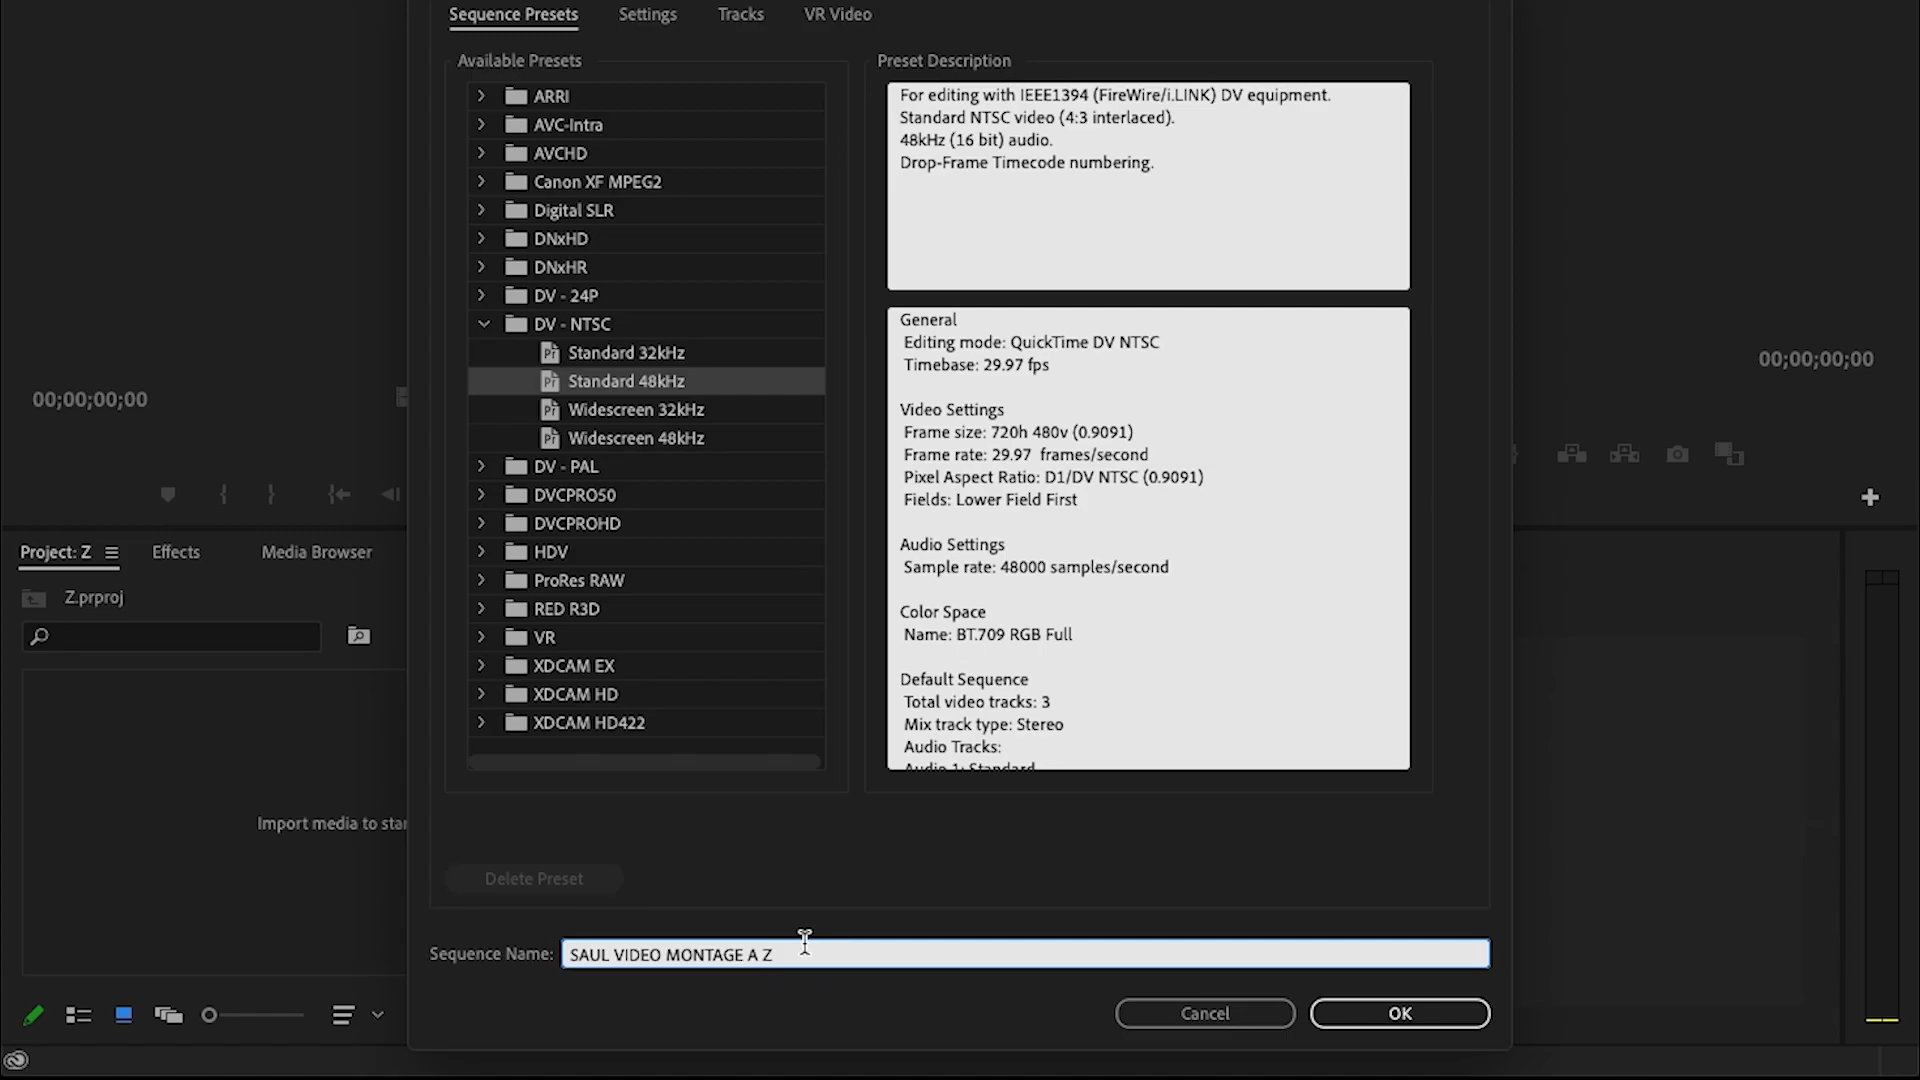 Sequence Presets
Settings
Tracks
VR Video
Available Presets
ARRI
AVC-Intra
AVCHD
Canon XF MPEG2
Digital SLR
DNxHD
DNxHR
DV - 24P
DV - NTSC
Standard 32kHz
Standard 48kHz
Widescreen 32kHz
Widescreen 48kHz
DV - PAL
DVCPRO50
DVCPROHD
HDV
ProRes RAW
RED R3D
VR
XDCAM EX
XDCAM HD
XDCAM HD422
Preset Description
For editing with IEEE1394 (FireWire/i.LINK) DV equipment.
Standard NTSC video (4:3 interlaced).
48kHz (16 bit) audio.
Drop-Frame Timecode numbering.
General
Editing mode: QuickTime DV NTSC
Timebase: 29.97 fps
Video Settings
Frame size: 720h 480v (0.9091)
Frame rate: 29.97 frames/second
Pixel Aspect Ratio: D1/DV NTSC (0.9091)
Fields: Lower Field First
Audio Settings
Sample rate: 48000 samples/second
Color Space
Name: BT.709 RGB Full
Default Sequence
Total video tracks: 3
Mix track type: Stereo
Audio Tracks:
Audio 1: Standard
Delete Preset
Sequence Name: SAUL VIDEO MONTAGE A Z
Cancel
OK
00;00;00;00
00;00;00;00
Project: Z
Effects
Media Browser
Z.prproj
Import media to star